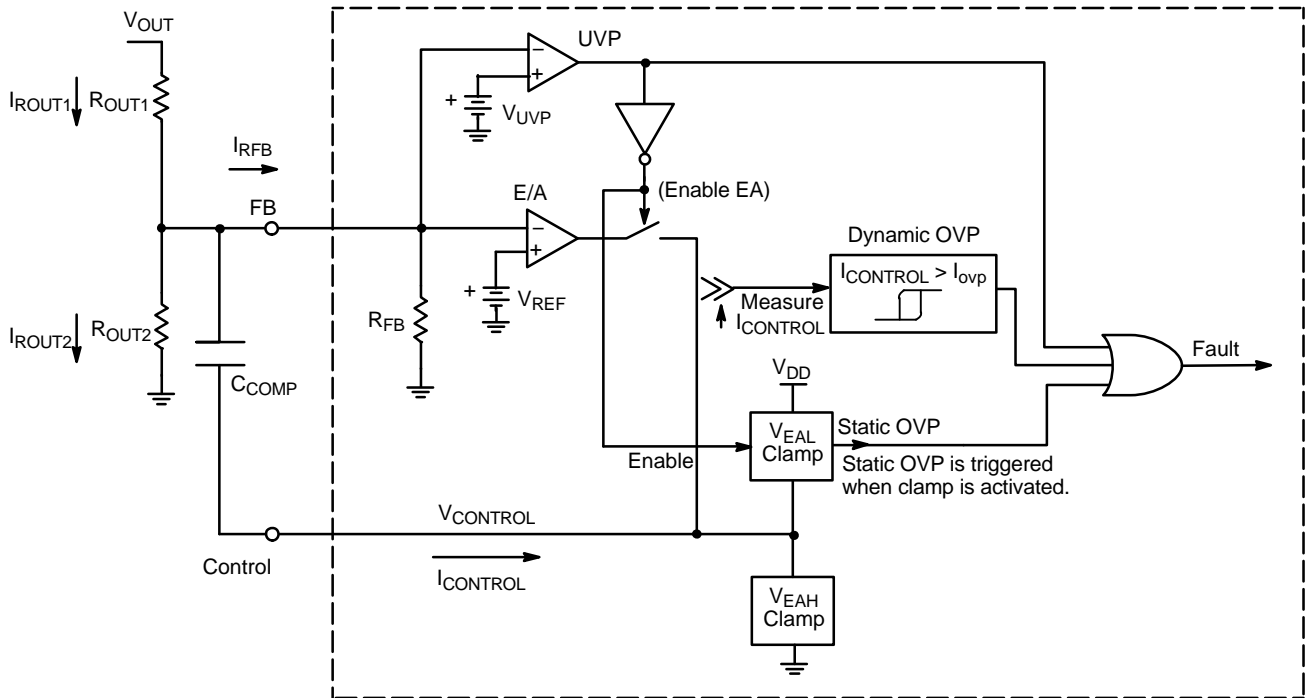 VOUT
UVP
IROUT1
ROUT1
+
VUVP
IRFB
(Enable EA)
E/A
FB
Dynamic OVP
ICONTROL > Iovp
+
VREF
Measure
ICONTROL
IROUT2
ROUT2
RFB
Fault
CCOMP
VDD
VEAL
Clamp
Static OVP
Enable
Static OVP is triggered
when clamp is activated.
VCONTROL
Control
ICONTROL
VEAH
Clamp